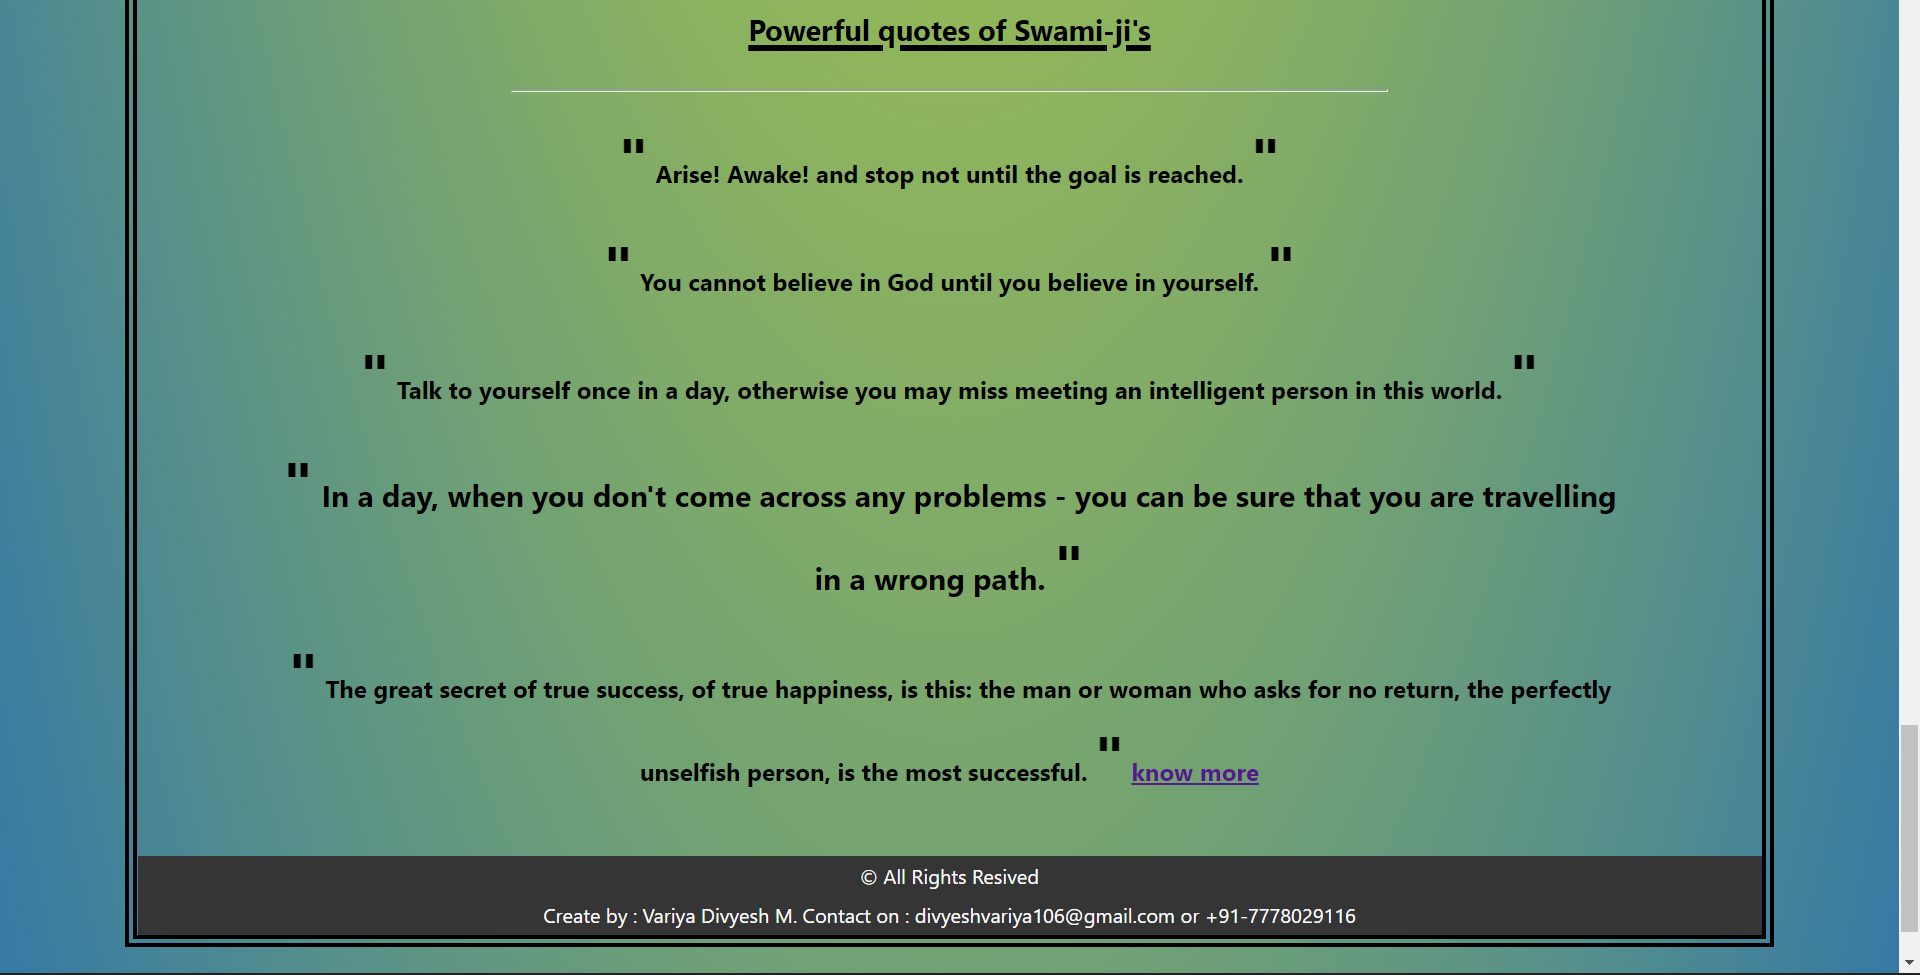 Powerful quotes of Swami-ji's
" Arise! Awake! and stop not until the goal is reached. "
" You cannot believe in God until you believe in yourself. "
" Talk to yourself once in a day, otherwise you may miss meeting an intelligent person in this world. "
" In a day, when you don't come across any problems - you can be sure that you are travelling
in a wrong path. "
" The great secret of true success, of true happiness, is this: the man or woman who asks for no return, the perfectly
unselfish person, is the most successful. " know more
© All Rights Resived
Create by : Variya Divyesh M. Contact on : divyeshvariya106@gmail.com or +91-7778029116